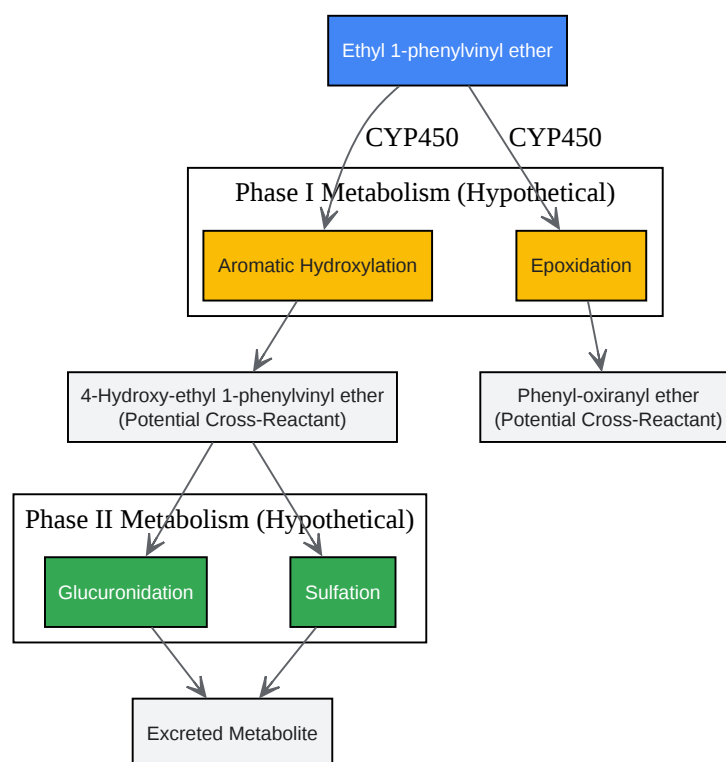 Ethyl 1-phenylvinyl ether
CYP450
CYP450
Phase I Metabolism (Hypothetical)
Aromatic Hydroxylation
Epoxidation
4-Hydroxy-ethyl 1-phenylvinyl ether
(Potential Cross-Reactant)
Phenyl-oxiranyl ether
(Potential Cross-Reactant)
Phase II Metabolism (Hypothetical)
Glucuronidation
Sulfation
Excreted Metabolite